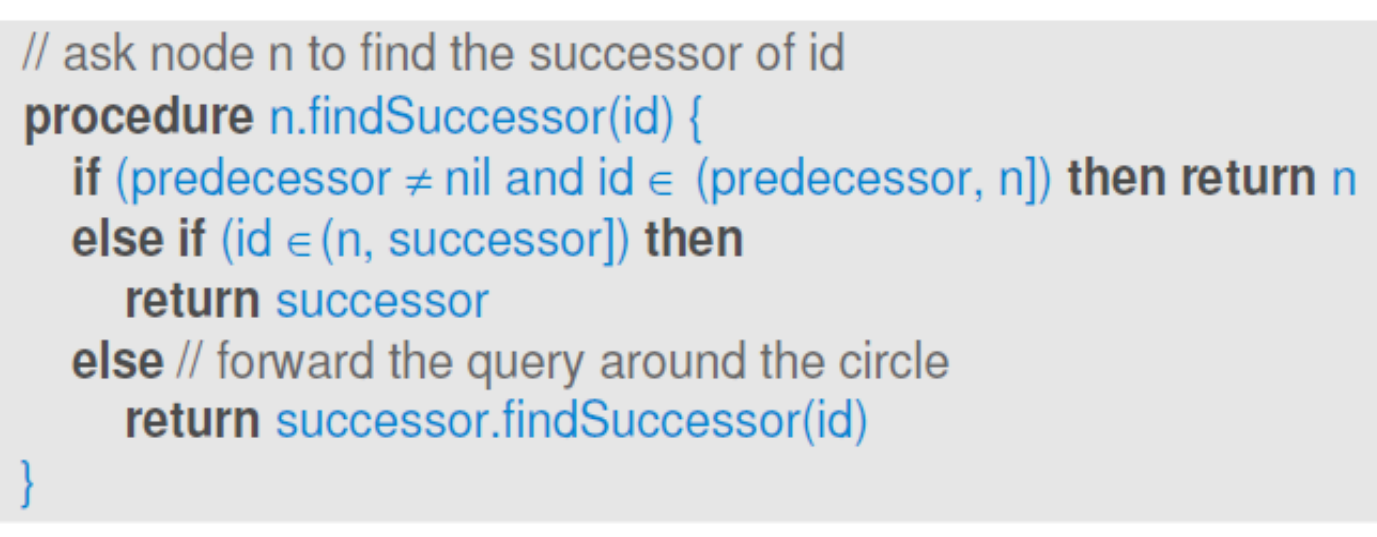 // ask node n to find the successor of id
procedure n.findSuccessor(id) {
if (predecessor ≠ nil and id ∈ (predecessor, n]) then return n
else if (id ∈(n, successor]) then
return successor
else // forward the query around the circle
return successor.findSuccessor(id)
}